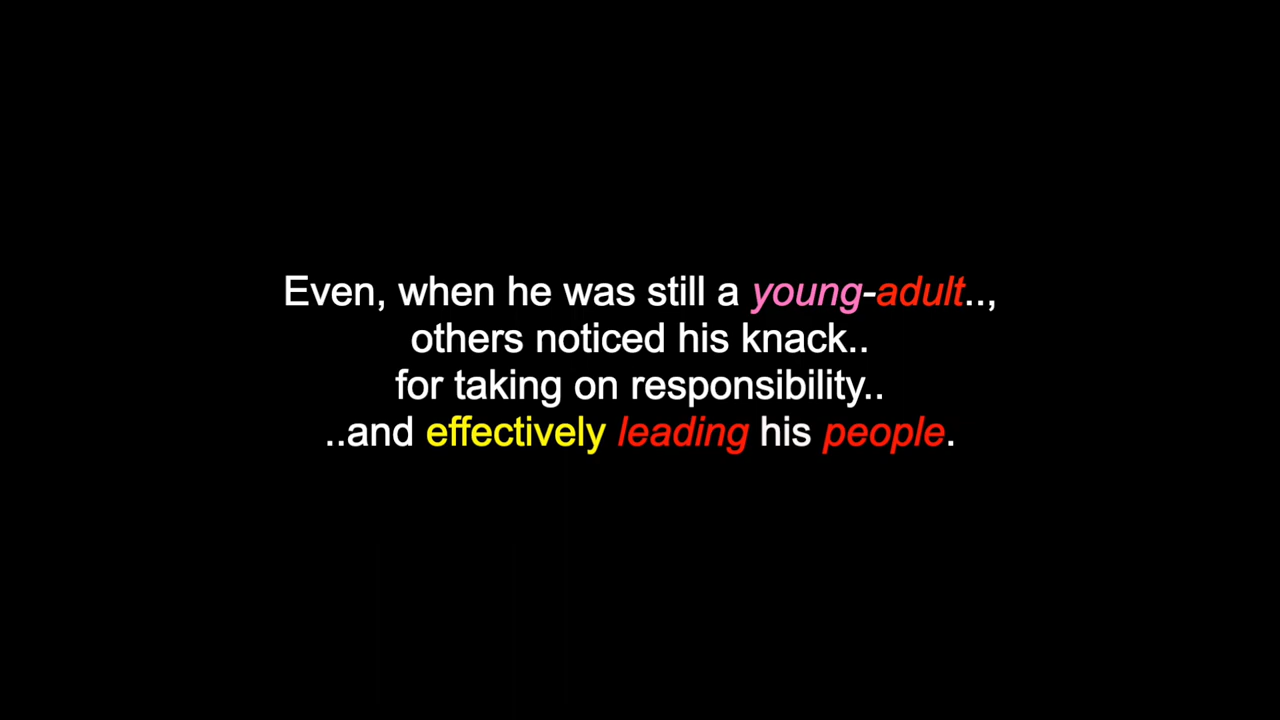 Even, when he was still a young-adult..,
others noticed his knack..
for taking on responsibility..
..and effectively leading his people.